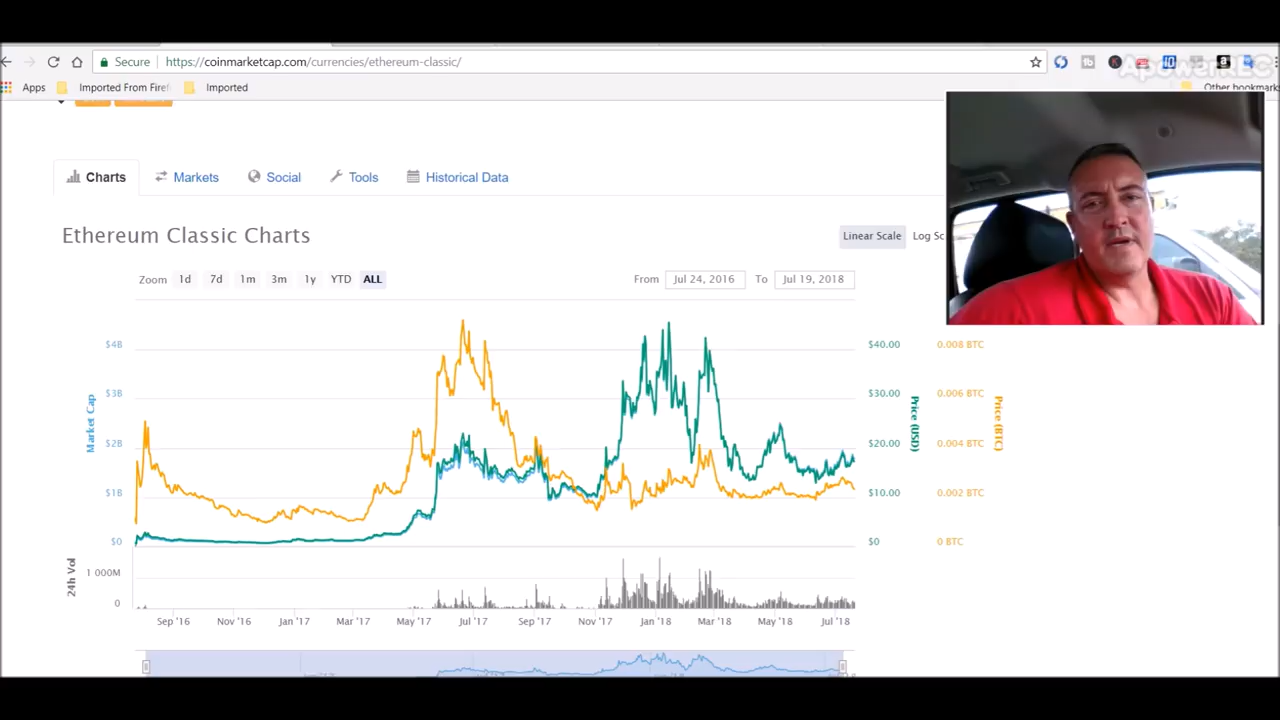 ApowerREC
Secure https://coinmarketcap.com/currencies/ethereum-classic/
Apps Imported From Firef Imported Other bookmark
Charts Markets Social Tools Historical Data
Ethereum Classic Charts
Linear Scale Log Sc
Zoom 1d 7d 1m 3m 1y YTD ALL From Jul 24, 2016 To Jul 19, 2018
$4B $40.00 0.008 BTC
$3B $30.00 0.006 BTC
Market Cap Price (USD) Price (BTC)
$2B $20.00 0.004 BTC
$1B $10.00 0.002 BTC
$0 $0 0 BTC
24h Vol
1 000M
0
Sep '16 Nov '16 Jan '17 Mar '17 May '17 Jul '17 Sep '17 Nov '17 Jan '18 Mar '18 May '18 Jul '18